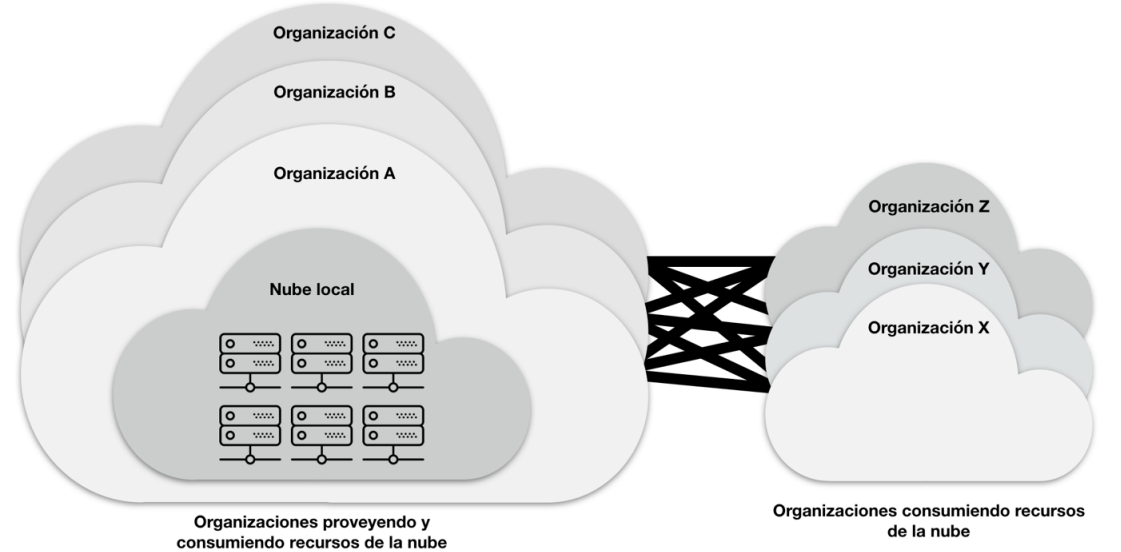 Organización C
Organización B
Organización A
Nube local
Organizaciones proveyendo y
consumiendo recursos de la nube
Organización Z
Organización Y
Organización X
Organizaciones consumiendo recursos
de la nube